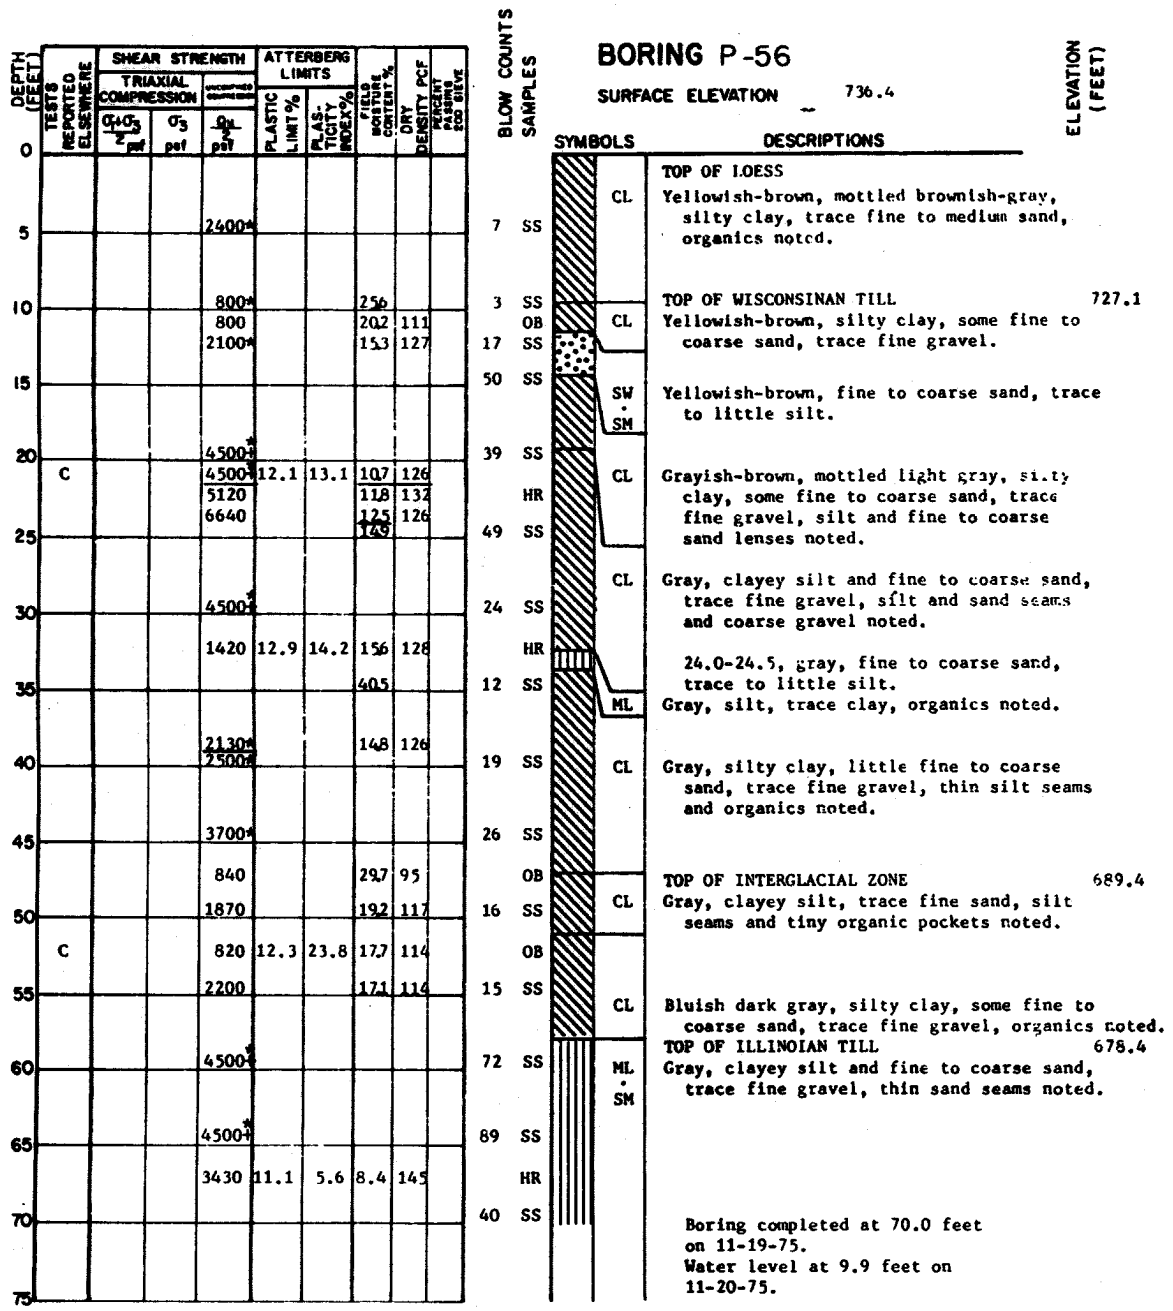 BORING P-56
SURFACE ELEVATION 736.4
DEPTH (FEET)
TESTS REPORTED ELSEWHERE
SHEAR STRENGTH
TRIAXIAL COMPRESSION
UNCONFINED COMPRESSION
σ3 psf
psf
ATTERBERG LIMITS
PLASTIC LIMIT %
PLAS-TICITY INDEX %
FIELD MOISTURE CONTENT %
DRY DENSITY PCF
PERCENT PASSING 200 SIEVE
BLOW COUNTS
SAMPLES
SYMBOLS
DESCRIPTIONS
ELEVATION (FEET)
0
TOP OF LOESS
CL Yellowish-brown, mottled brownish-gray,
silty clay, trace fine to medium sand,
organics noted.
2400* 7 SS
5
800* 256 3 SS
TOP OF WISCONSINAN TILL 727.1
10
800 202 111 OB
CL Yellowish-brown, silty clay, some fine to
coarse sand, trace fine gravel.
2100* 153 127 17 SS
50 SS
15
SW Yellowish-brown, fine to coarse sand, trace
to little silt.
SM
4500+* 39 SS
20
C 4500+* 12.1 13.1 107 126
CL Grayish-brown, mottled light gray, silty
clay, some fine to coarse sand, trace
fine gravel, silt and fine to coarse
sand lenses noted.
5120 118 132 HR
6640 125 126
149 49 SS
25
CL Gray, clayey silt and fine to coarse sand,
trace fine gravel, silt and sand seams
and coarse gravel noted.
4500+* 24 SS
30
1420 12.9 14.2 156 128 HR
24.0-24.5, gray, fine to coarse sand,
trace to little silt.
405 12 SS
35
ML Gray, silt, trace clay, organics noted.
2130* 148 126
2500* 19 SS
40
CL Gray, silty clay, little fine to coarse
sand, trace fine gravel, thin silt seams
and organics noted.
3700* 26 SS
45
840 297 95 OB
TOP OF INTERGLACIAL ZONE 689.4
CL Gray, clayey silt, trace fine sand, silt
seams and tiny organic pockets noted.
1870 192 117 16 SS
50
C 820 12.3 23.8 177 114 OB
2200 171 114 15 SS
55
CL Bluish dark gray, silty clay, some fine to
coarse sand, trace fine gravel, organics noted.
TOP OF ILLINOIAN TILL 678.4
4500+* 72 SS
60
ML Gray, clayey silt and fine to coarse sand,
trace fine gravel, thin sand seams noted.
SM
4500+* 89 SS
65
3430 11.1 5.6 8.4 145 HR
40 SS
70
Boring completed at 70.0 feet
on 11-19-75.
Water level at 9.9 feet on
11-20-75.
75